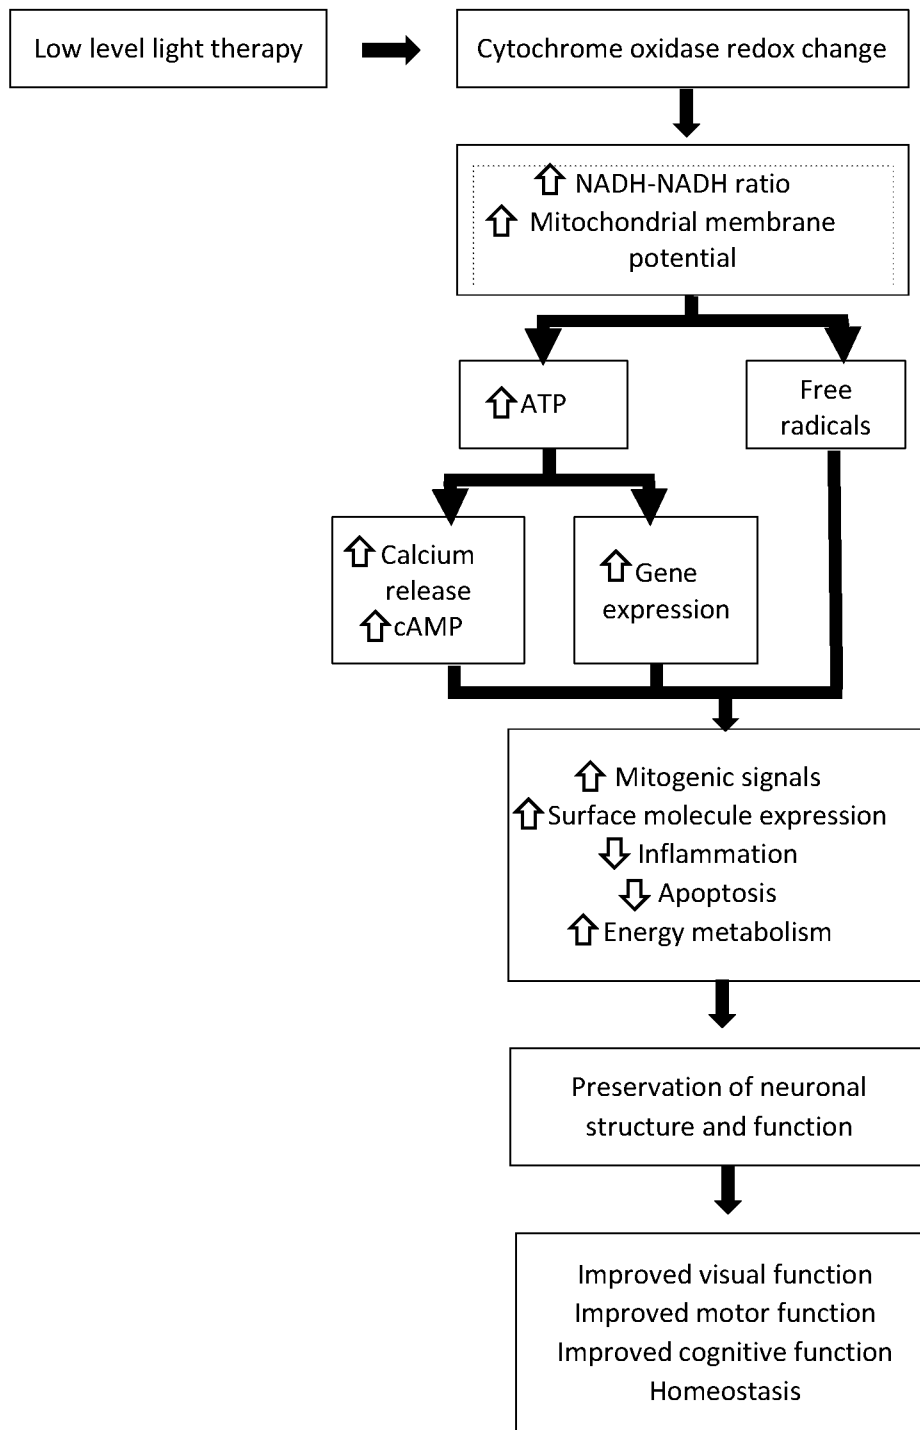 Low level light therapy
Cytochrome oxidase redox change
NADH-NADH ratio
Mitochondrial membrane
potential
ATP
Free
radicals
Calcium
release
cAMP
Gene
expression
Mitogenic signals
Surface molecule expression
Inflammation
Apoptosis
Energy metabolism
Preservation of neuronal
structure and function
Improved visual function
Improved motor function
Improved cognitive function
Homeostasis